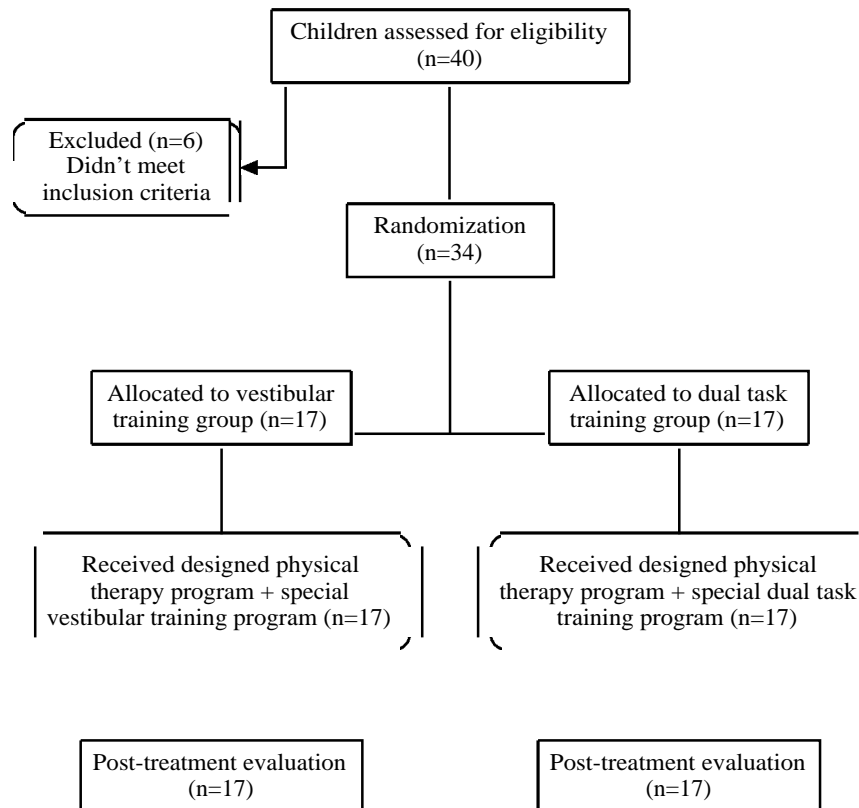 Children assessed for eligibility
(n=40)
Excluded (n=6)
Didn't meet
inclusion criteria
Randomization
(n=34)
Allocated to vestibular
training group (n=17)
Allocated to dual task
training group (n=17)
Received designed physical
therapy program + special
vestibular training program (n=17)
Received designed physical
therapy program + special dual task
training program (n=17)
Post-treatment evaluation
(n=17)
Post-treatment evaluation
(n=17)